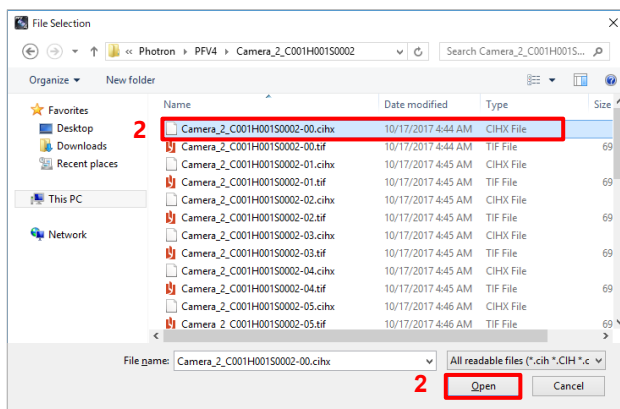 File Selection
« Photron ▸ PFV4 ▸ Camera_2_C001H001S0002
Search Camera_2_C001H001S...
Organize ▾ New folder
Name Date modified Type Size
Favorites
Desktop
Downloads
Recent places
This PC
Network
2
Camera_2_C001H001S0002-00.cihx 10/17/2017 4:44 AM CIHX File
Camera_2_C001H001S0002-00.tif 10/17/2017 4:44 AM TIF File 69
Camera_2_C001H001S0002-01.cihx 10/17/2017 4:45 AM CIHX File
Camera_2_C001H001S0002-01.tif 10/17/2017 4:45 AM TIF File 69
Camera_2_C001H001S0002-02.cihx 10/17/2017 4:45 AM CIHX File
Camera_2_C001H001S0002-02.tif 10/17/2017 4:45 AM TIF File 69
Camera_2_C001H001S0002-03.cihx 10/17/2017 4:45 AM CIHX File
Camera_2_C001H001S0002-03.tif 10/17/2017 4:45 AM TIF File 69
Camera_2_C001H001S0002-04.cihx 10/17/2017 4:45 AM CIHX File
Camera_2_C001H001S0002-04.tif 10/17/2017 4:45 AM TIF File 69
Camera_2_C001H001S0002-05.cihx 10/17/2017 4:46 AM CIHX File
Camera_2_C001H001S0002-05.tif 10/17/2017 4:46 AM TIF File 69
File name: Camera_2_C001H001S0002-00.cihx
All readable files (*.cih *.CIH *.c
2
Open
Cancel